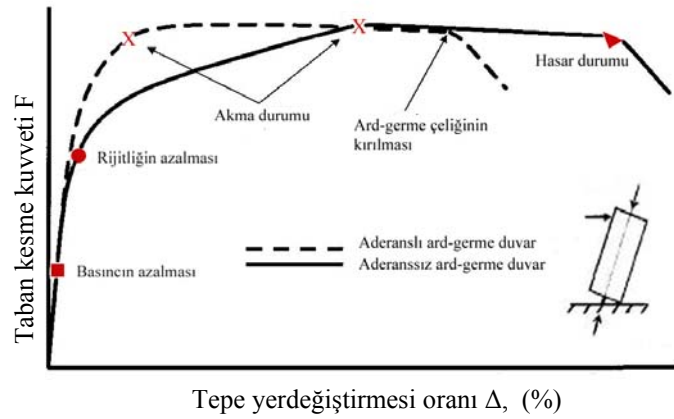 Taban kesme kuvveti F
X
X
Hasar durumu
Akma durumu
Ard-germe çeliğinin
kırılması
Rijitliğin azalması
Aderanslı ard-germe duvar
Aderanssız ard-germe duvar
Basıncın azalması
Tepe yerdeğiştirmesi oranı Δ, (%)